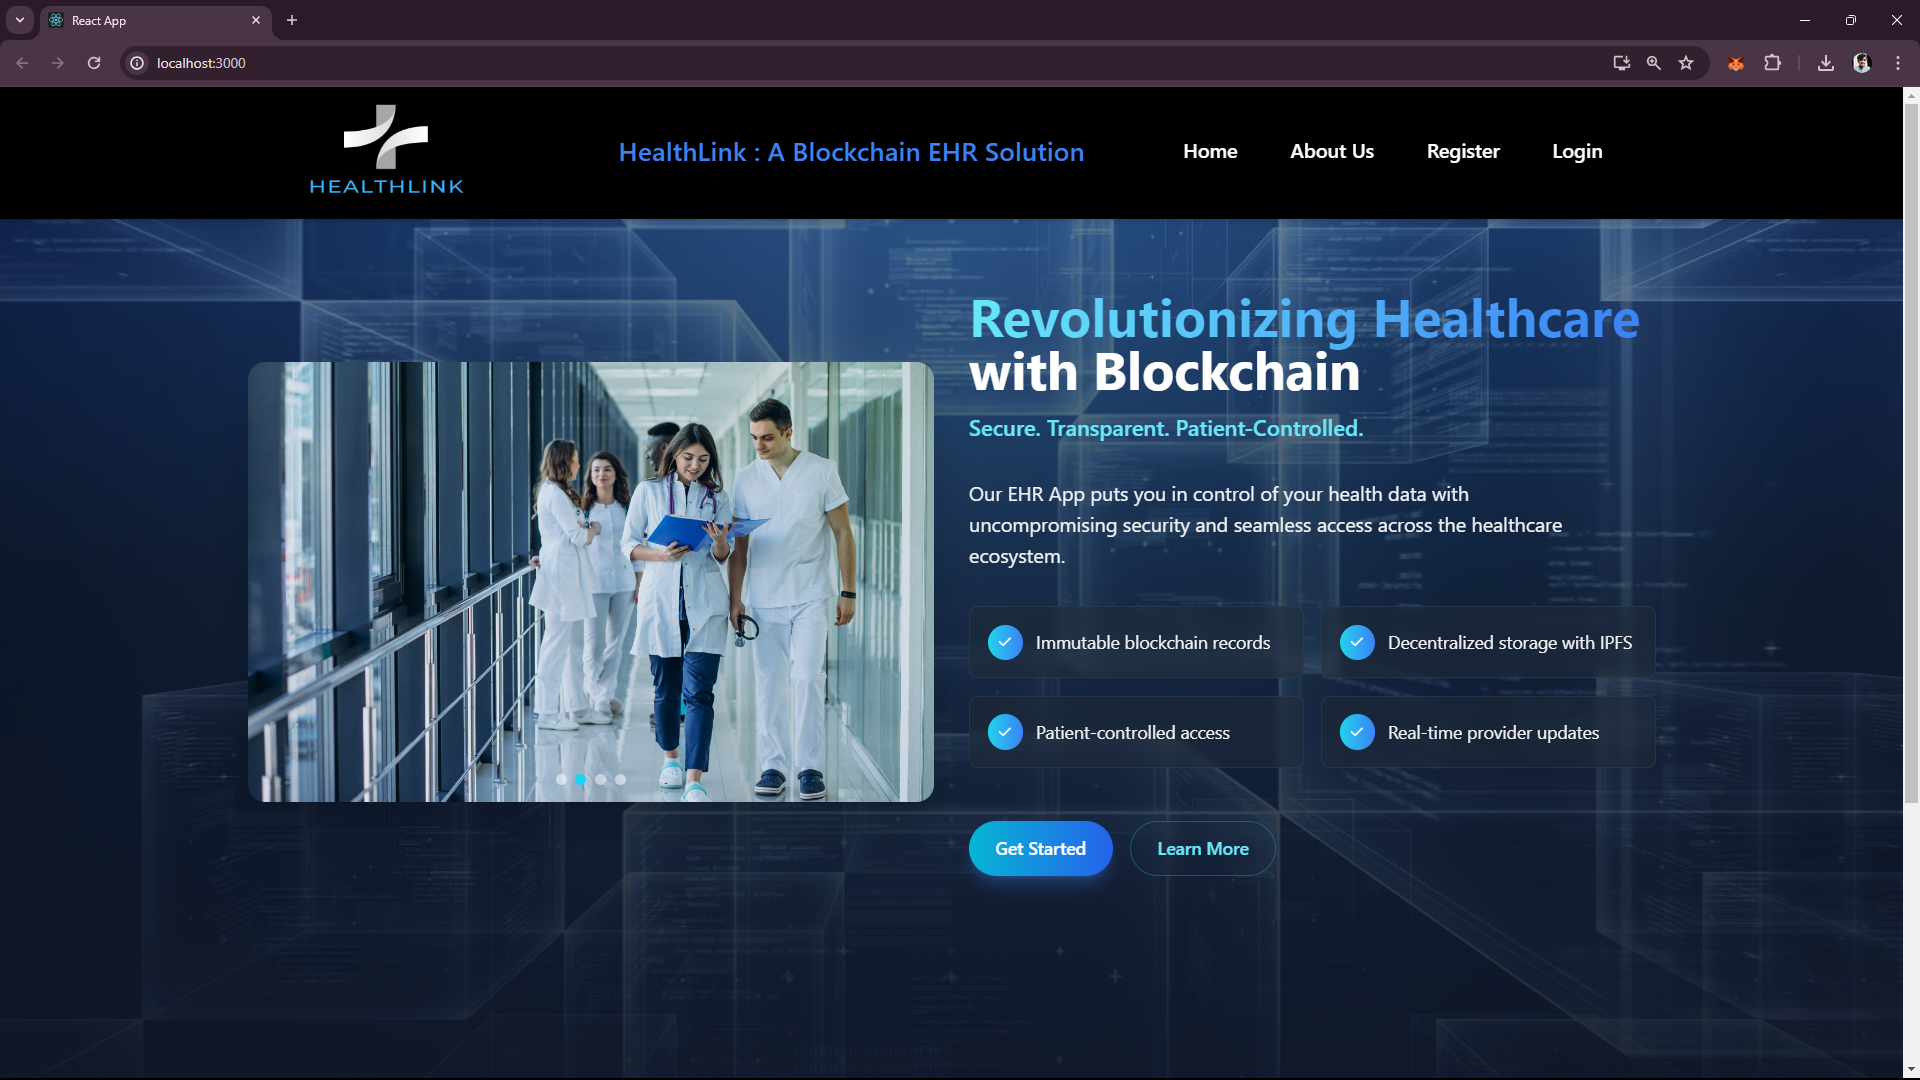 React App
localhost:3000
HEALTHLINK
HealthLink : A Blockchain EHR Solution
Home
About Us
Register
Login
Revolutionizing Healthcare
with Blockchain
Secure. Transparent. Patient-Controlled.
Our EHR App puts you in control of your health data with
uncompromising security and seamless access across the healthcare
ecosystem.
Immutable blockchain records
Decentralized storage with IPFS
Patient-controlled access
Real-time provider updates
Get Started
Learn More